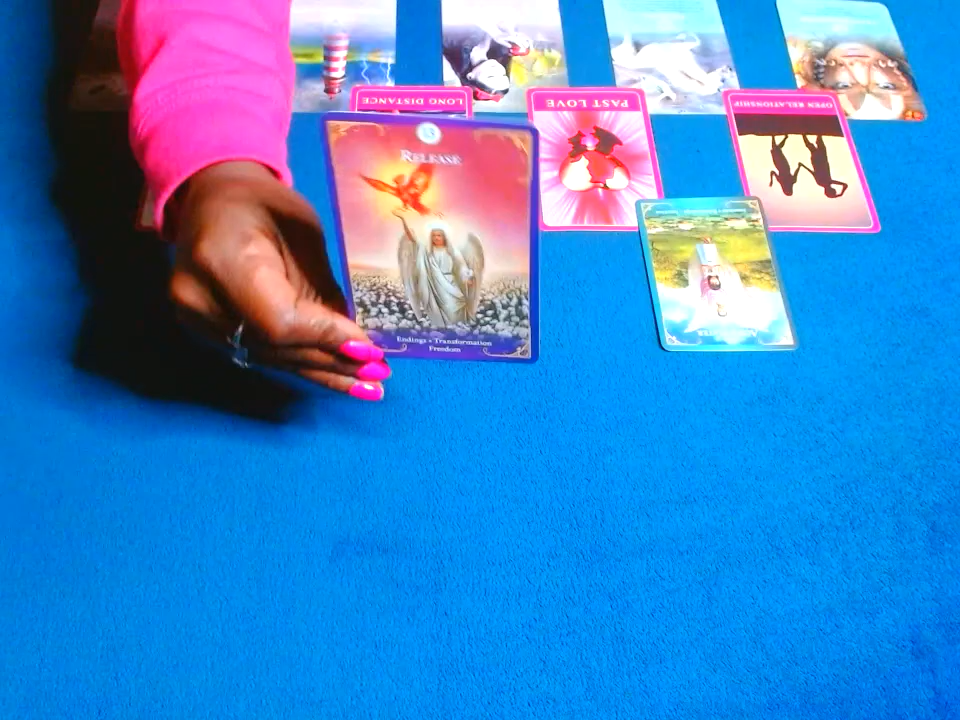 LONG DISTANCE
PAST LOVE
OPEN RELATIONSHIP
13
RELEASE
Endings • Transformation
Freedom